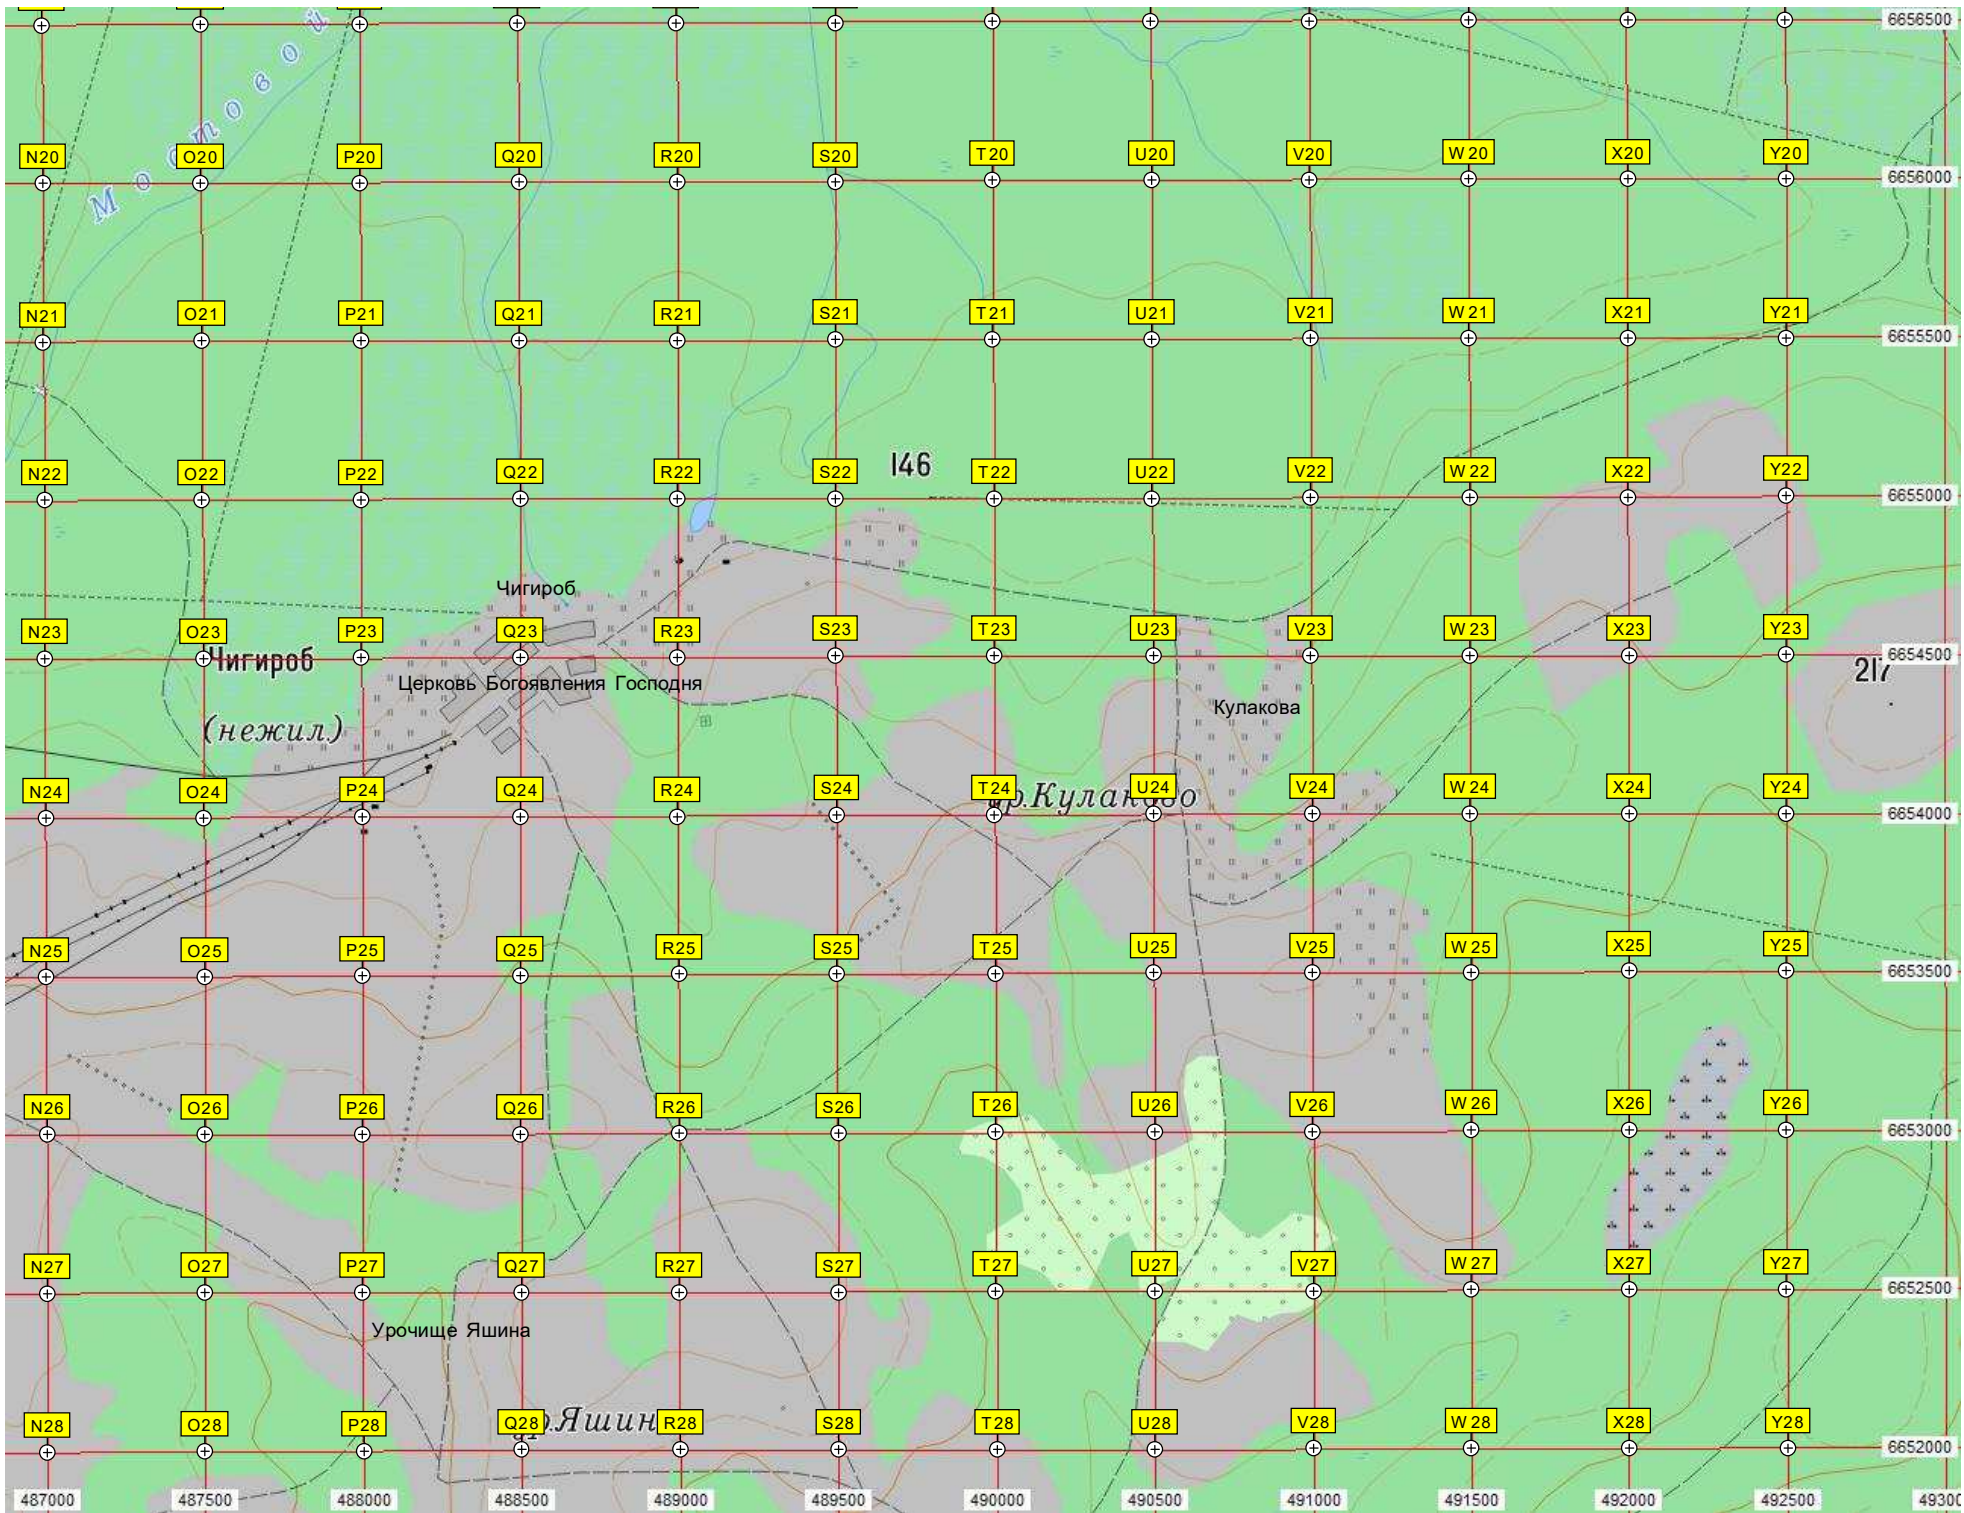 Мостовой
6656500
N20 O20 P20 Q20 R20 S20 T20 U20 V20 W20 X20 Y20
6656000
N21 O21 P21 Q21 R21 S21 T21 U21 V21 W21 X21 Y21
6655500
146
N22 O22 P22 Q22 R22 S22 T22 U22 V22 W22 X22 Y22
6655000
Чигироб
N23 O23 P23 Q23 R23 S23 T23 U23 V23 W23 X23 Y23
6654500
Чигироб
217
Церковь Богоявления Господня
Кулакова
(нежил)
N24 O24 P24 Q24 R24 S24 T24 U24 V24 W24 X24 Y24
ур.Кулаково
6654000
N25 O25 P25 Q25 R25 S25 T25 U25 V25 W25 X25 Y25
6653500
N26 O26 P26 Q26 R26 S26 T26 U26 V26 W26 X26 Y26
6653000
N27 O27 P27 Q27 R27 S27 T27 U27 V27 W27 X27 Y27
6652500
Урочище Яшина
ур.Яшин
N28 O28 P28 Q28 R28 S28 T28 U28 V28 W28 X28 Y28
6652000
487000 487500 488000 488500 489000 489500 490000 490500 491000 491500 492000 492500 4930